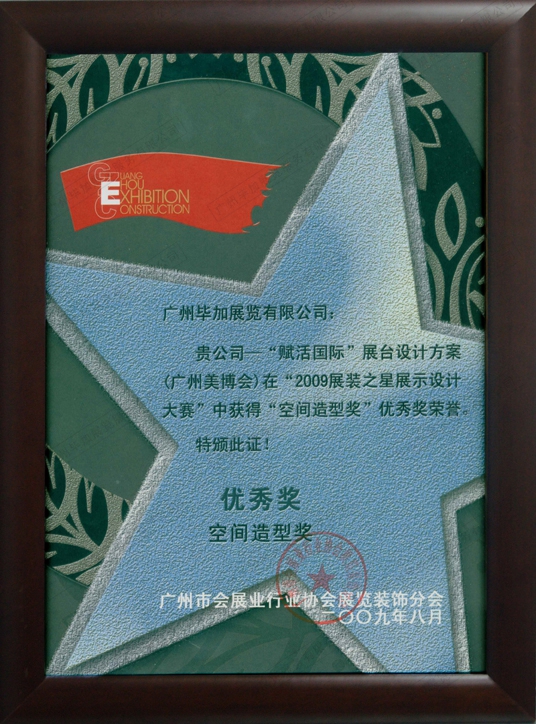 GUANG
ZHOU
EXHIBITION
CONSTRUCTION
广州毕加展览有限公司：
贵公司—“赋活国际”展台设计方案
(广州美博会)在“2009展装之星展示设计
大赛”中获得“空间造型奖”优秀奖荣誉。
特颁此证！
优秀奖
空间造型奖
广州市会展业行业协会展览装饰分会
二〇〇九年八月